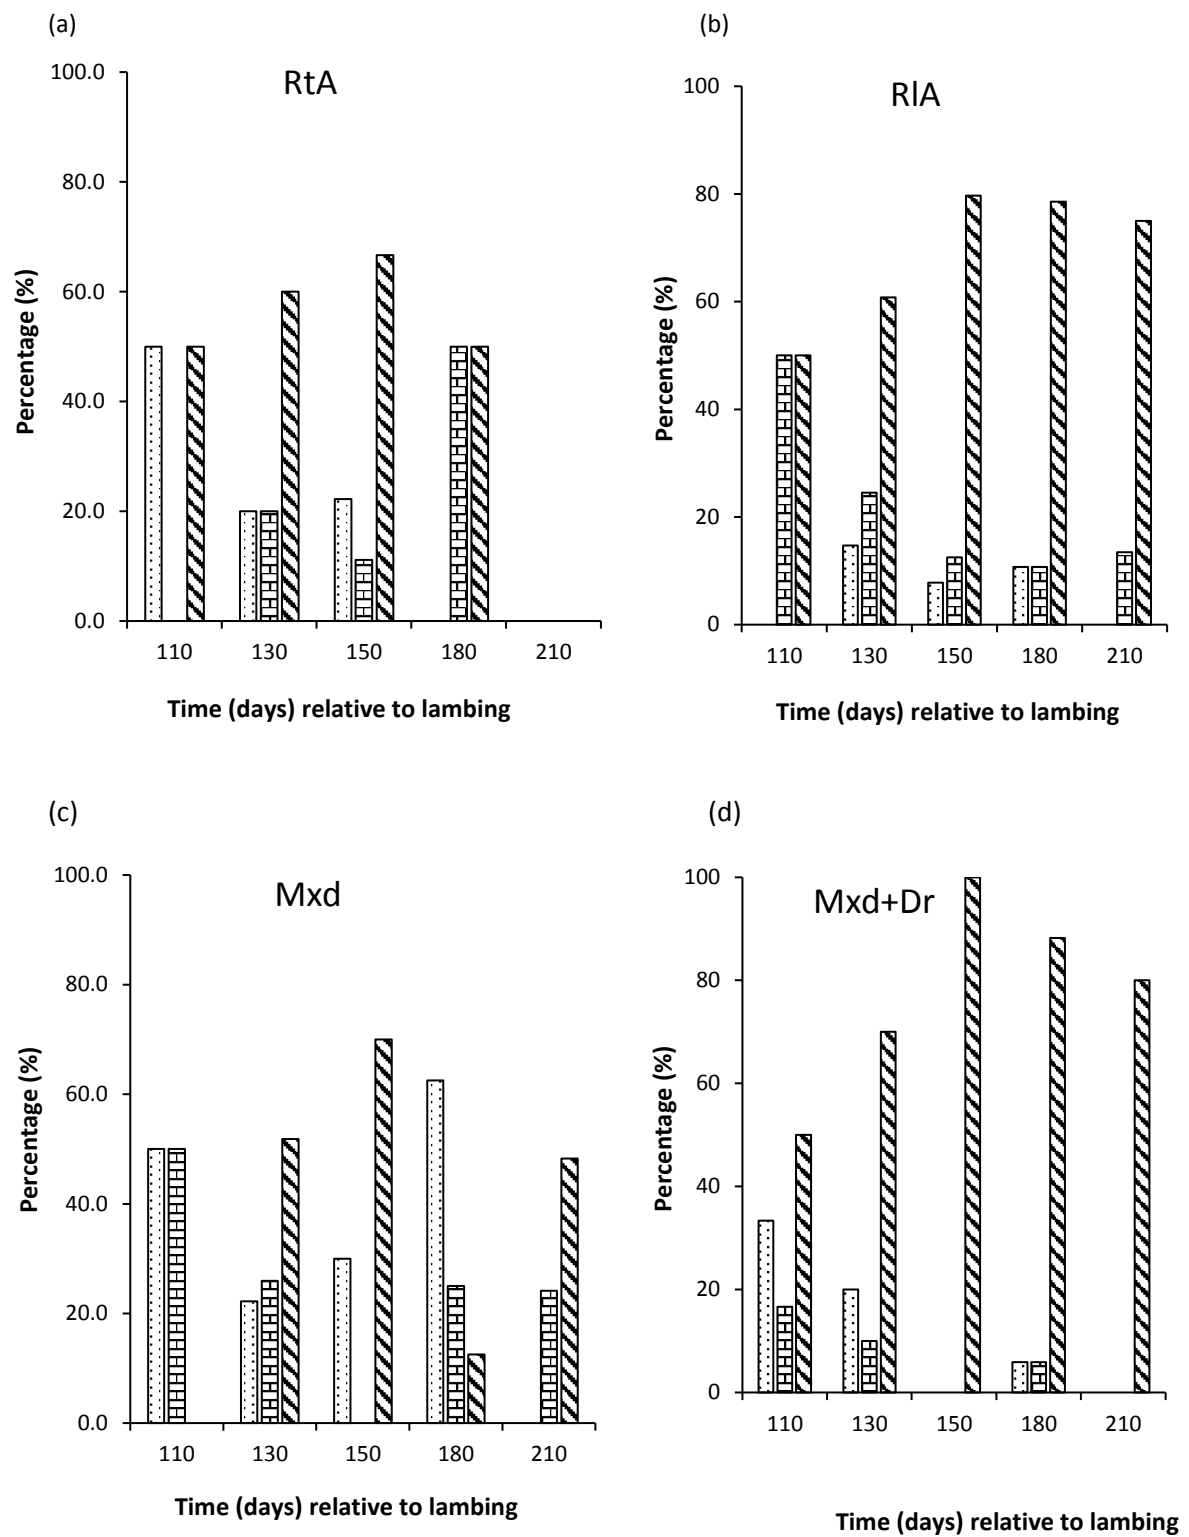 (a)
RtA
100.0
80.0
60.0
40.0
20.0
0.0
Percentage (%)
110 130 150 180 210
Time (days) relative to lambing
(b)
RlA
100
80
60
40
20
0
Percentage (%)
110 130 150 180 210
Time (days) relative to lambing
(c)
Mxd
100.0
80.0
60.0
40.0
20.0
0.0
Percentage (%)
110 130 150 180 210
Time (days) relative to lambing
(d)
Mxd+Dr
100
80
60
40
20
0
Percentage (%)
110 130 150 180 210
Time (days) relative to lambing